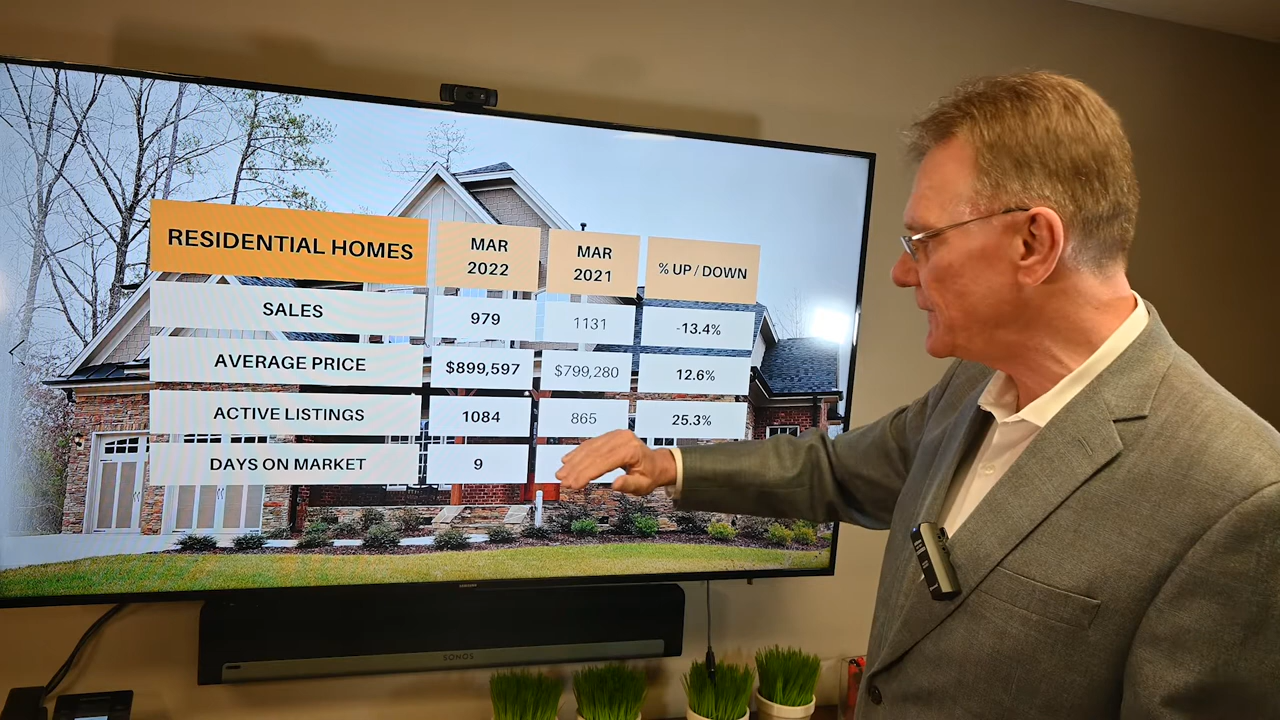 RESIDENTIAL HOMES
MAR
2022
MAR
2021
% UP / DOWN
SALES
979
1131
-13.4%
AVERAGE PRICE
$899,597
$799,280
12.6%
ACTIVE LISTINGS
1084
865
25.3%
DAYS ON MARKET
9
SAMSUNG
SONOS